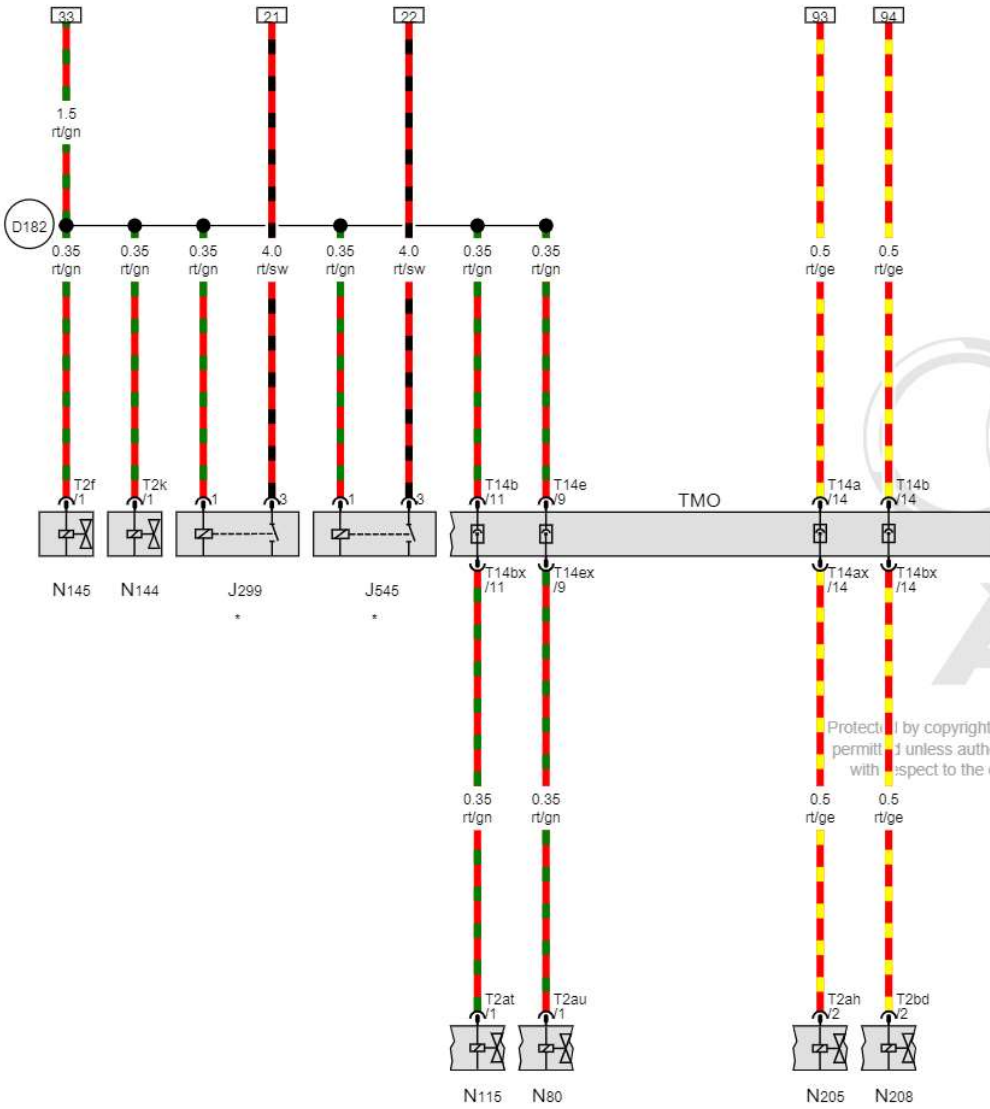 33 21 22 93 94
1.5
rt/gn
D182
0.35 0.35 0.35 4.0 0.35 4.0 0.35 0.35 0.5 0.5
rt/gn rt/gn rt/gn rt/sw rt/gn rt/sw rt/gn rt/gn rt/ge rt/ge
T2f T2k T14b T14e TMO T14a T14b
/1 /1 1 3 1 3 /11 /9 /14 /14
T14bx T14ex T14ax T14bx
/11 /9 /14 /14
N145 N144 J299 J545
* *
Protected by copyright
permitted unless auth
with respect to the
0.35 0.35 0.5 0.5
rt/gn rt/gn rt/ge rt/ge
T2at T2au T2ah T2bd
/1 /1 /2 /2
N115 N80 N205 N208